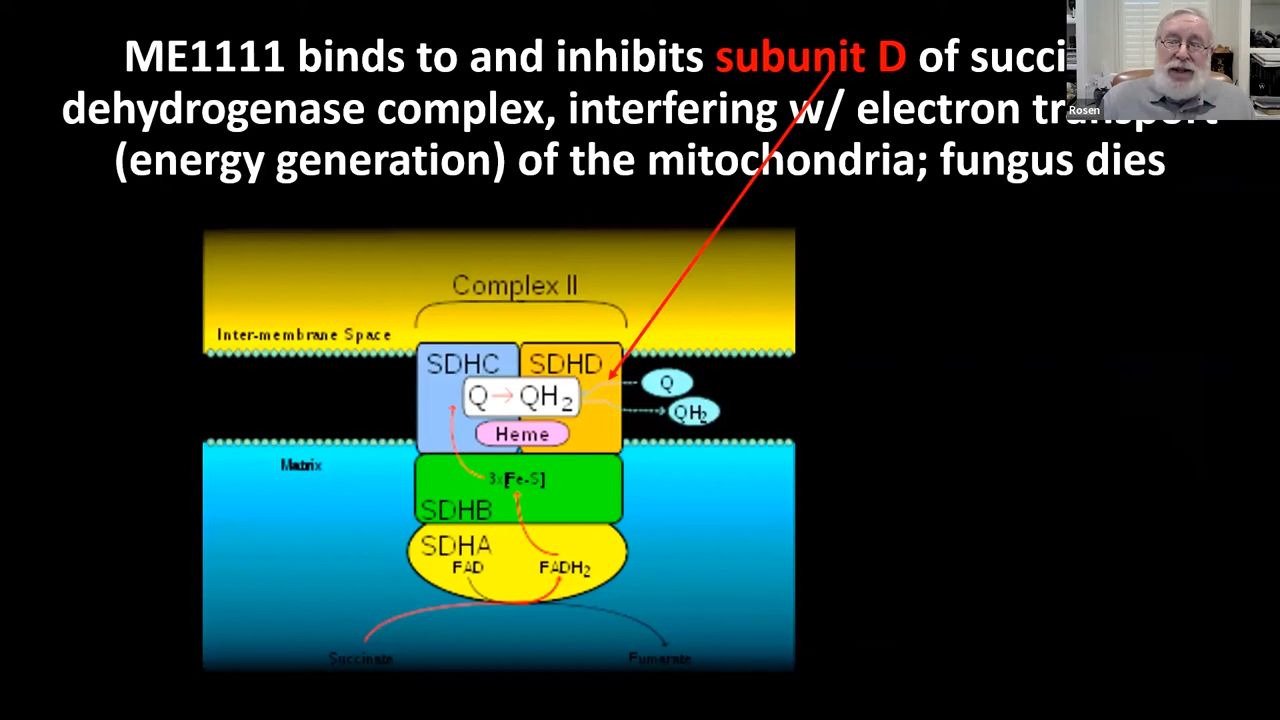 ME1111 binds to and inhibits subunit D of succi
Rosen
dehydrogenase complex, interfering w/ electron transport
(energy generation) of the mitochondria; fungus dies
Complex II
Inter-membrane Space
SDHC SDHD
Q → QH₂
Q
QH₂
Heme
Matrix
3x[Fe-S]
SDHB
SDHA
FAD FADH₂
Succinate Fumarate